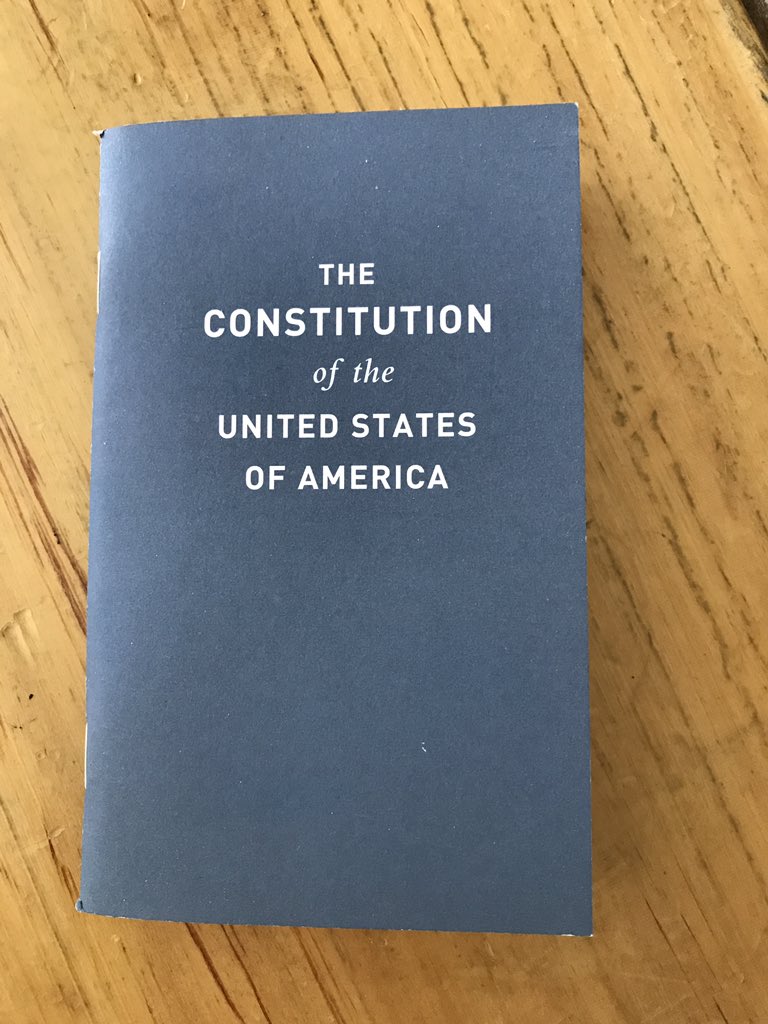 THE
CONSTITUTION
of the
UNITED STATES
OF AMERICA